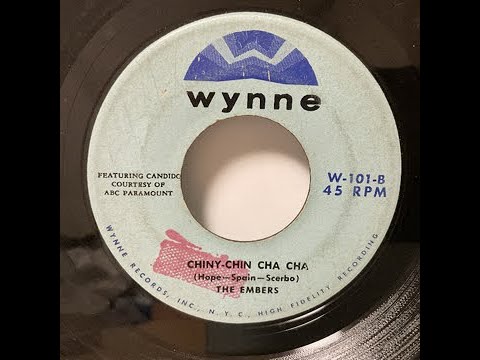 wynne
FEATURING CANDIDO
COURTESY OF
ABC PARAMOUNT
W-101-B
45 RPM
CHINY-CHIN CHA CHA
(Hope—Spain—Scerbo)
THE EMBERS
WYNNE RECORDS, INC., N. Y. C. HIGH FIDELITY RECORDING